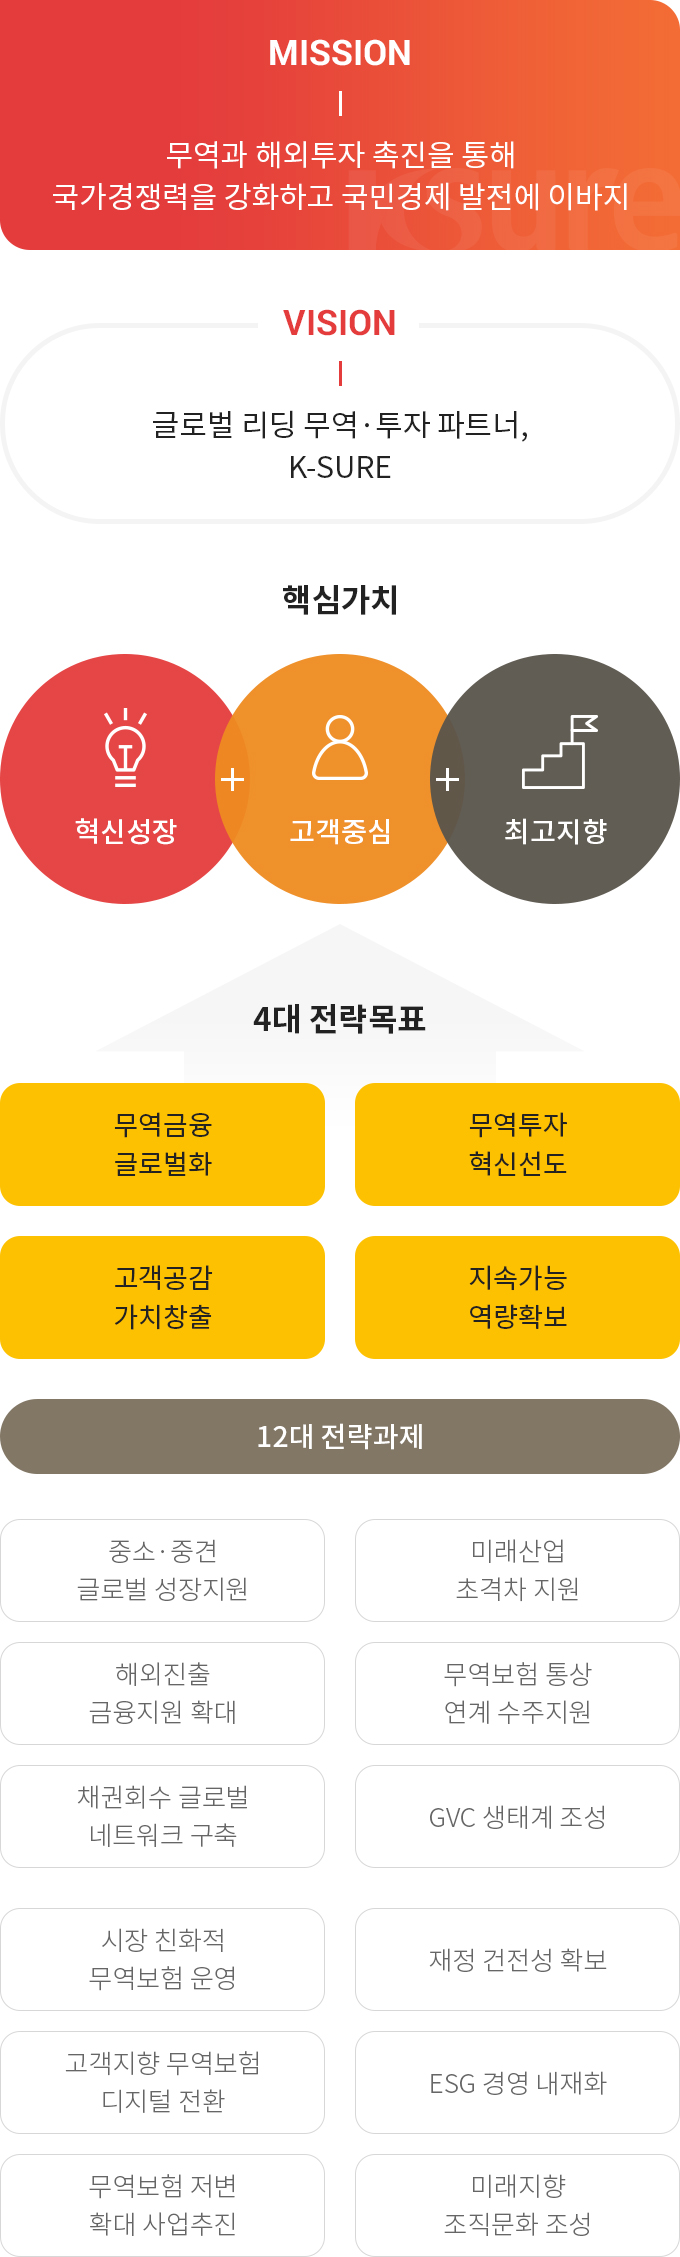 MISSION
무역과 해외투자 촉진을 통해
국가경쟁력을 강화하고 국민경제 발전에 이바지
ksure
VISION
글로벌 리딩 무역·투자 파트너,
K-SURE
핵심가치
혁신성장
+
고객중심
+
최고지향
4대 전략목표
무역금융
글로벌화
무역투자
혁신선도
고객공감
가치창출
지속가능
역량확보
12대 전략과제
중소·중견
글로벌 성장지원
미래산업
초격차 지원
해외진출
금융지원 확대
무역보험 통상
연계 수주지원
채권회수 글로벌
네트워크 구축
GVC 생태계 조성
시장 친화적
무역보험 운영
재정 건전성 확보
고객지향 무역보험
디지털 전환
ESG 경영 내재화
무역보험 저변
확대 사업추진
미래지향
조직문화 조성